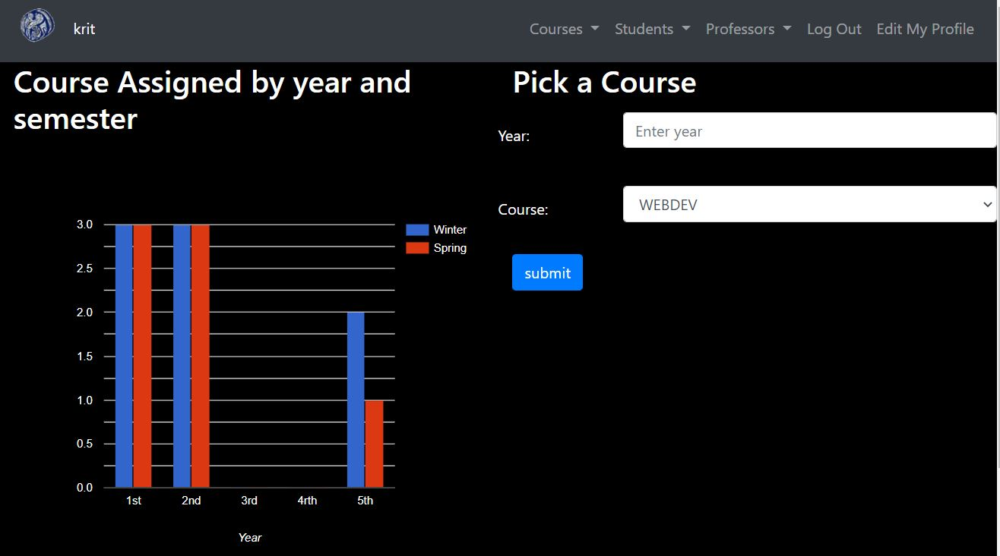 krit
Courses
Students
Professors
Log Out
Edit My Profile
Course Assigned by year and
semester
3.0
2.5
2.0
1.5
1.0
0.5
0.0
Winter
Spring
1st
2nd
3rd
4rth
5th
Year
Pick a Course
Year:
Enter year
Course:
WEBDEV
submit